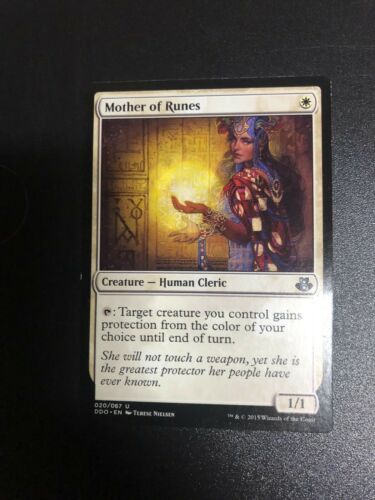 Mother of Runes
Creature — Human Cleric
: Target creature you control gains
protection from the color of your
choice until end of turn.
She will not touch a weapon, yet she is
the greatest protector her people have
ever known.
1/1
020/067 U
DDO • EN Terese Nielsen
™ & © 2015 Wizards of the Coast